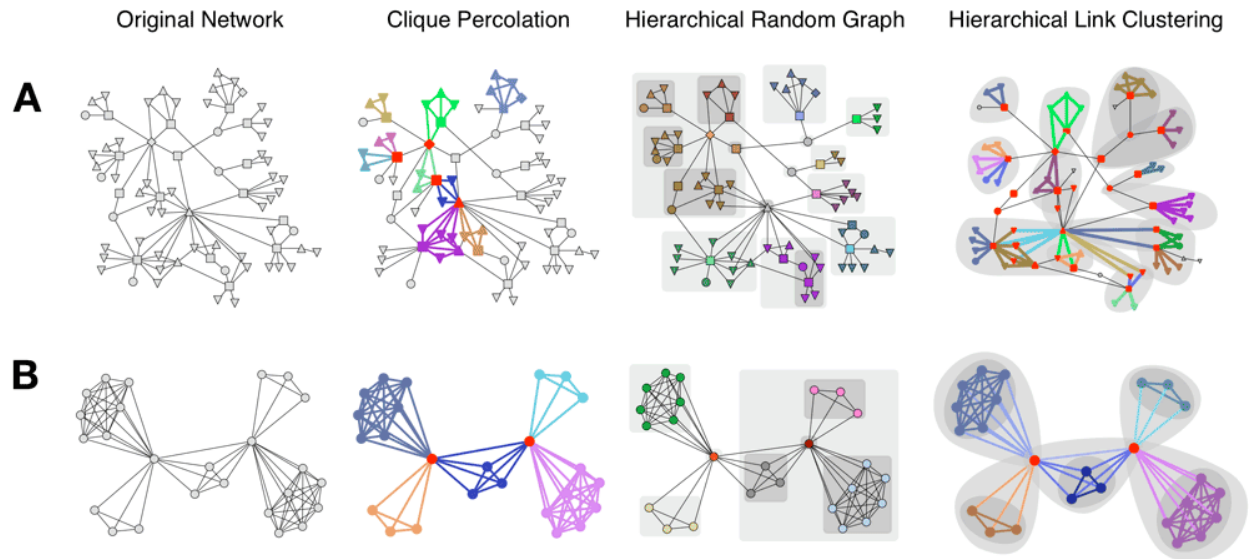 Original Network
Clique Percolation
Hierarchical Random Graph
Hierarchical Link Clustering
A
B